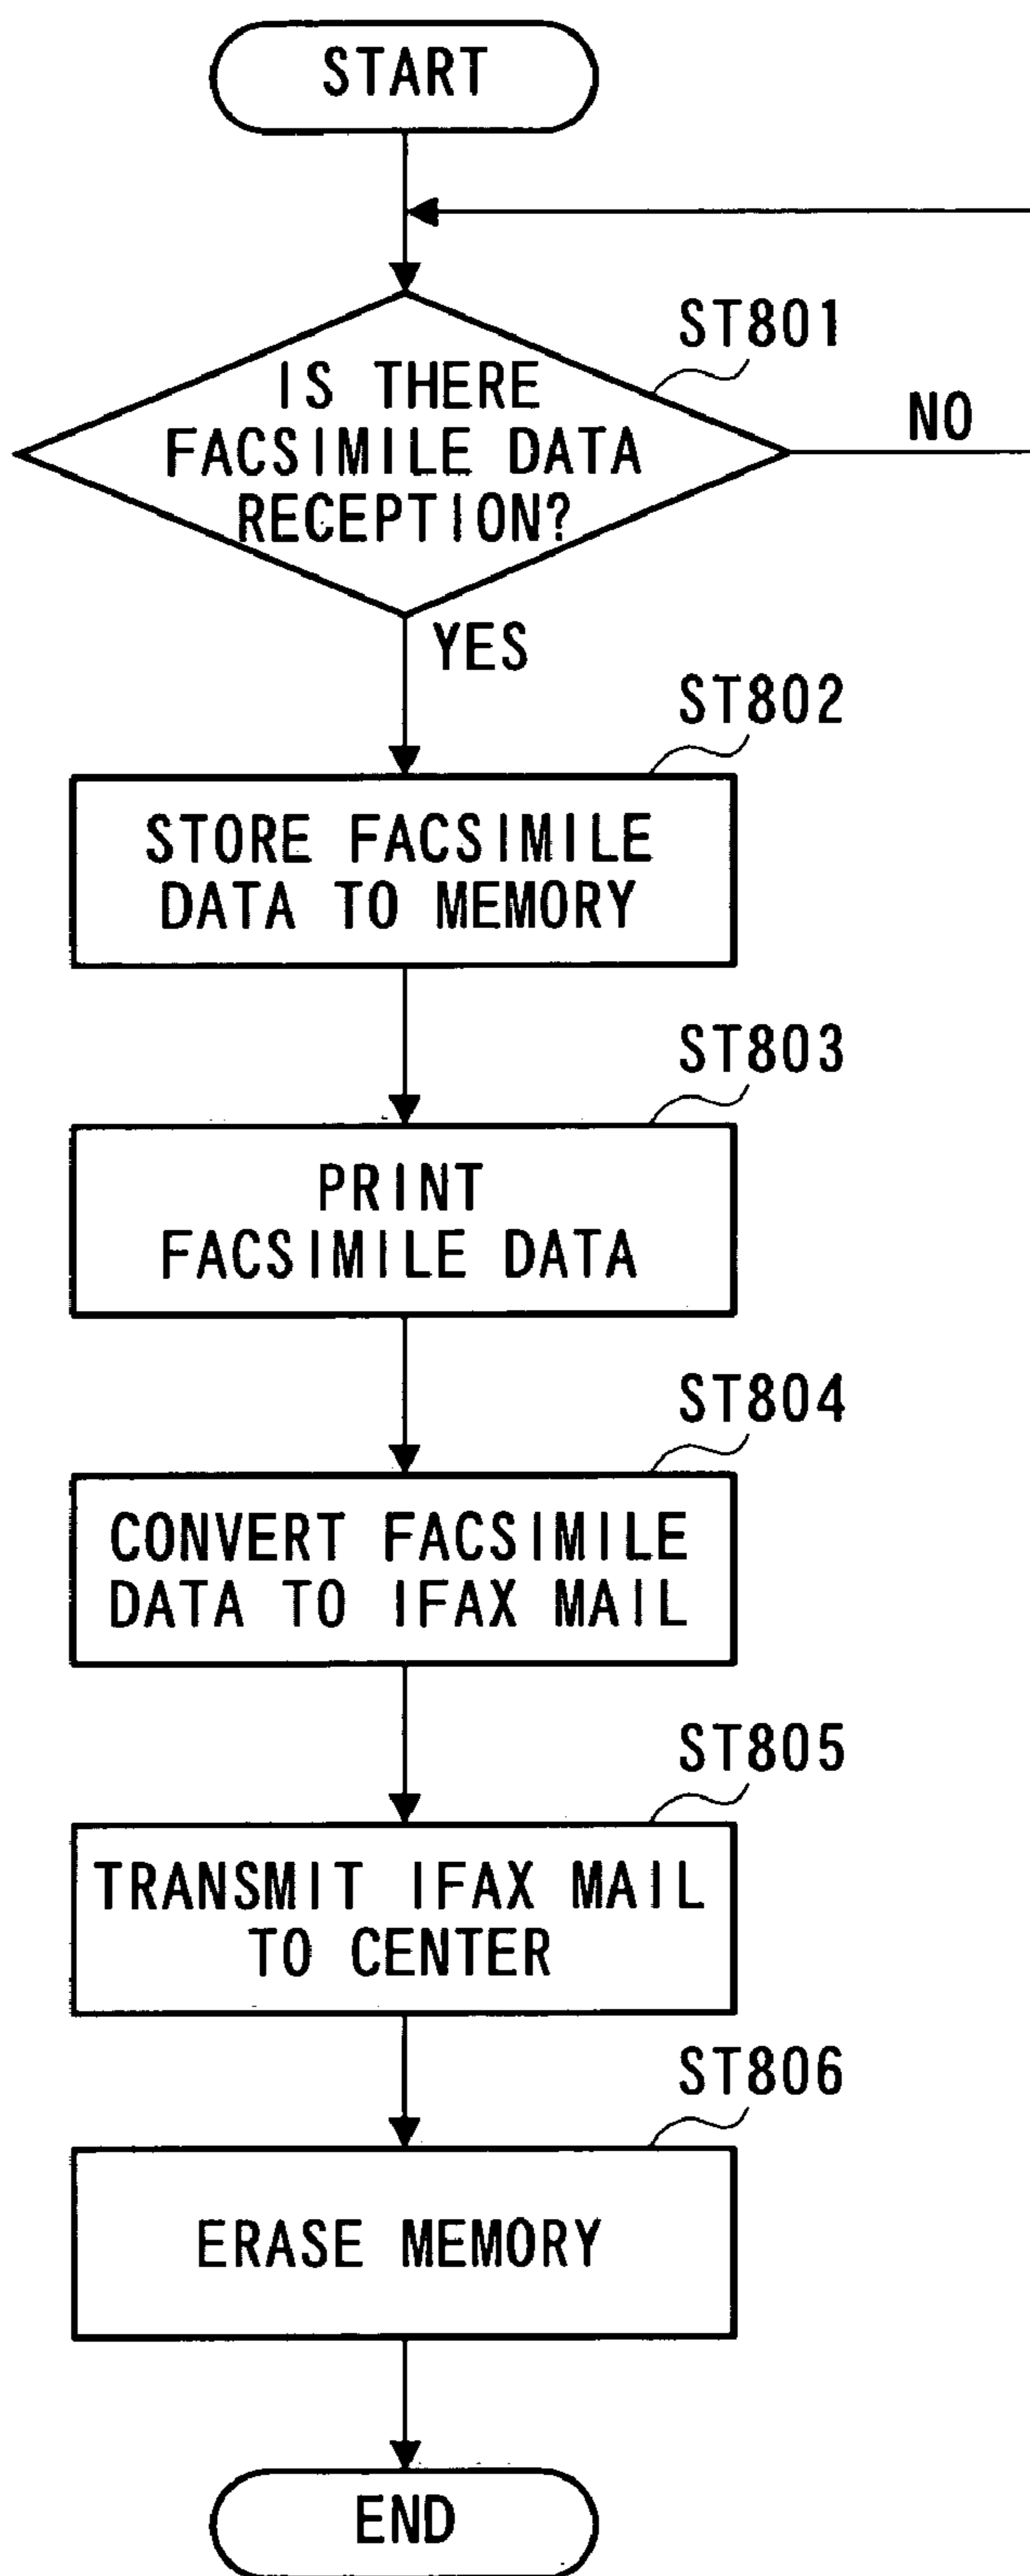 START
ST801
IS THERE
FACSIMILE DATA
RECEPTION?
NO
YES
ST802
STORE FACSIMILE
DATA TO MEMORY
ST803
PRINT
FACSIMILE DATA
ST804
CONVERT FACSIMILE
DATA TO IFAX MAIL
ST805
TRANSMIT IFAX MAIL
TO CENTER
ST806
ERASE MEMORY
END